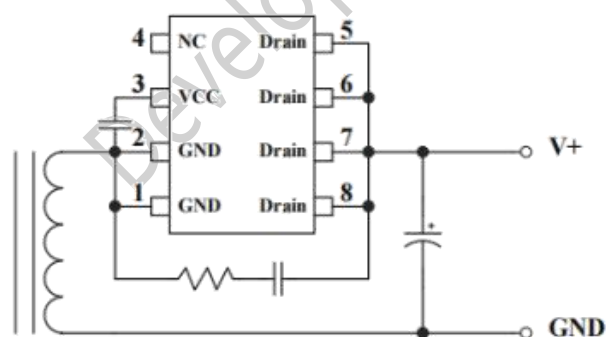 4 NC Drain 5
3 VCC Drain 6
2 GND Drain 7 V+
1 GND Drain 8
+
GND